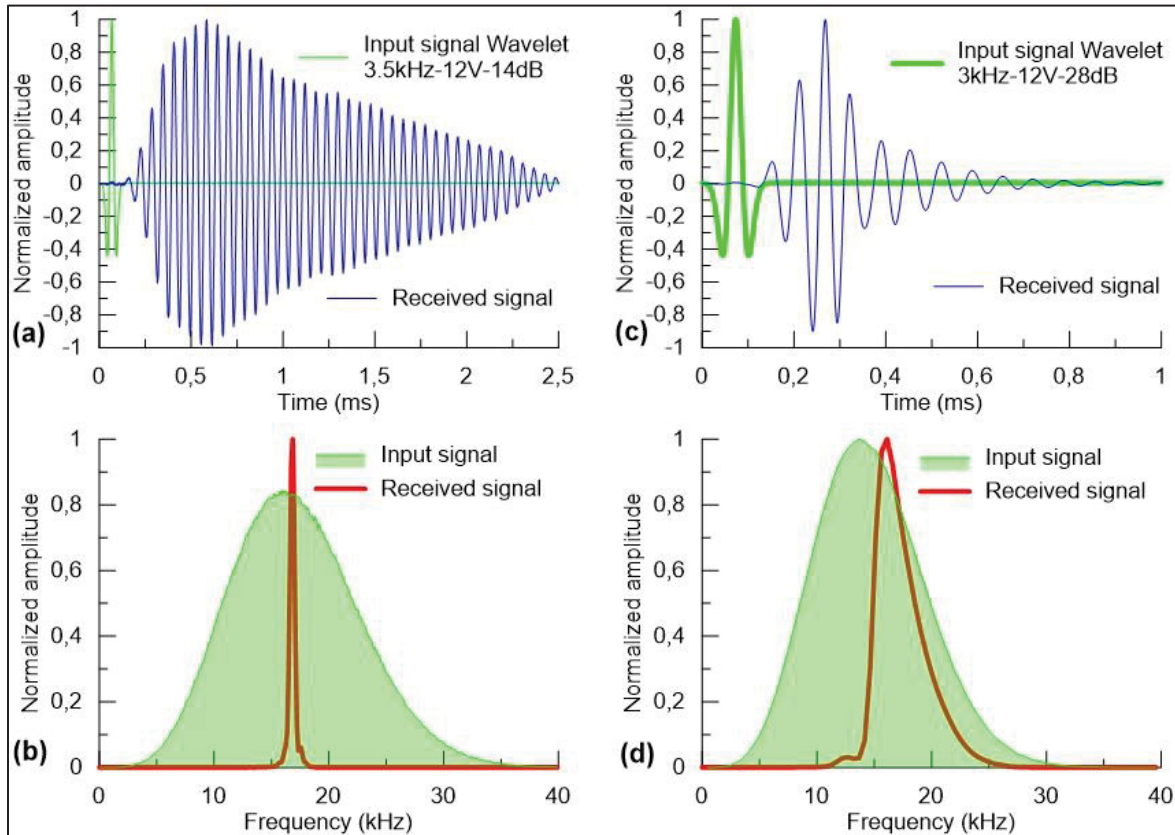 Normalized amplitude
1
0,8
0,6
0,4
0,2
0
-0,2
-0,4
-0,6
-0,8
-1
Input signal Wavelet
3.5kHz-12V-14dB
Received signal
(a)
0 0,5 1 1,5 2 2,5
Time (ms)
Normalized amplitude
1
0,8
0,6
0,4
0,2
0
-0,2
-0,4
-0,6
-0,8
-1
Input signal Wavelet
3kHz-12V-28dB
Received signal
(c)
0 0,2 0,4 0,6 0,8 1
Time (ms)
Normalized amplitude
1
0,8
0,6
0,4
0,2
0
Input signal
Received signal
(b)
0 10 20 30 40
Frequency (kHz)
Normalized amplitude
1
0,8
0,6
0,4
0,2
0
Input signal
Received signal
(d)
0 10 20 30 40
Frequency (kHz)